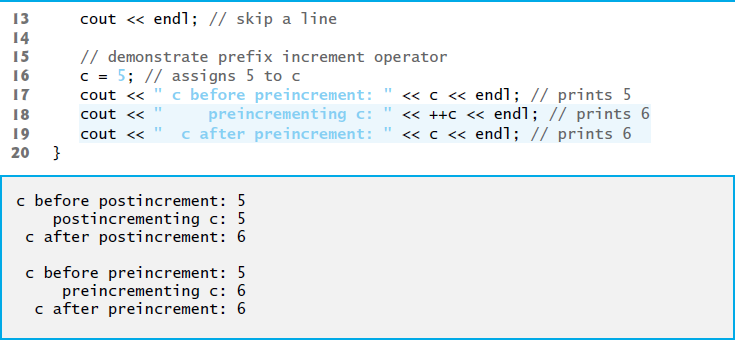 13 cout << endl; // skip a line
14
15 // demonstrate prefix increment operator
16 c = 5; // assigns 5 to c
17 cout << " c before preincrement: " << c << endl; // prints 5
18 cout << "     preincrementing c: " << ++c << endl; // prints 6
19 cout << "  c after preincrement: " << c << endl; // prints 6
20 }
c before postincrement: 5
    postincrementing c: 5
 c after postincrement: 6

 c before preincrement: 5
     preincrementing c: 6
  c after preincrement: 6